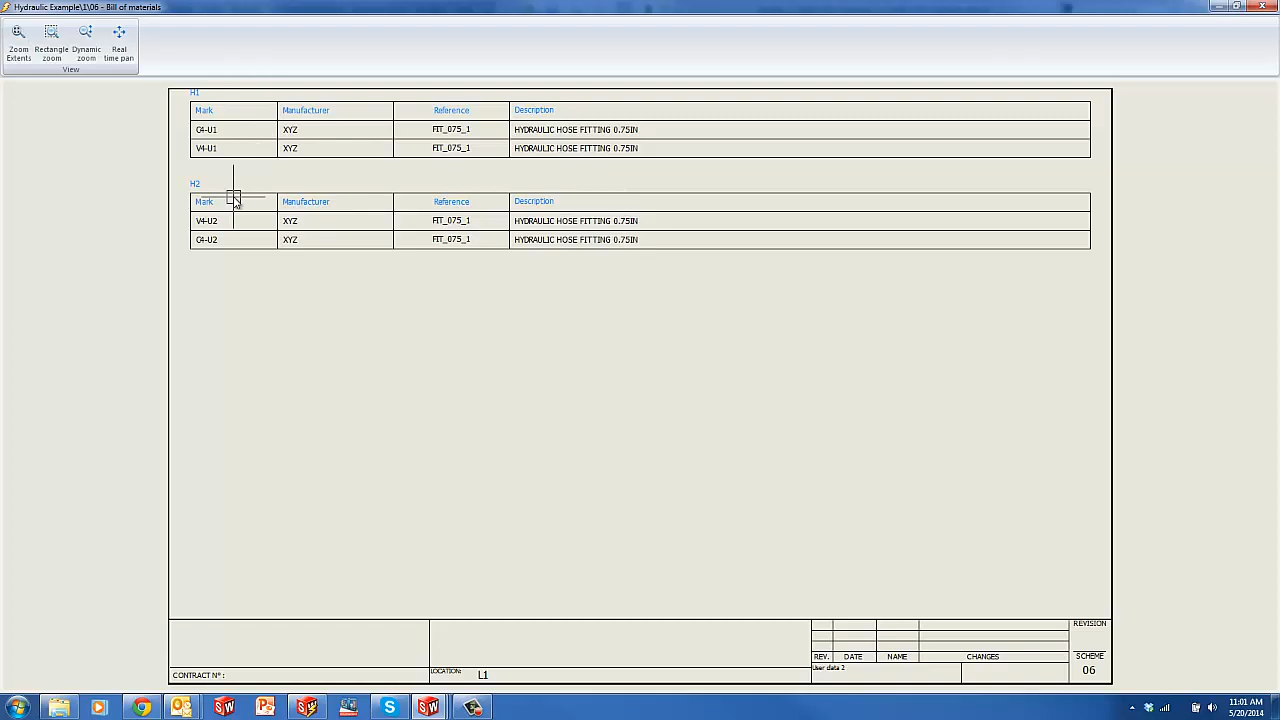 Hydraulic Example\1\06 - Bill of materials
Zoom Extents
Rectangle zoom
Dynamic zoom
Real time pan
View
H1
Mark Manufacturer Reference Description
C4-U1 XYZ FIT_075_1 HYDRAULIC HOSE FITTING 0.75IN
V4-U1 XYZ FIT_075_1 HYDRAULIC HOSE FITTING 0.75IN
H2
Mark Manufacturer Reference Description
V4-U2 XYZ FIT_075_1 HYDRAULIC HOSE FITTING 0.75IN
C4-U2 XYZ FIT_075_1 HYDRAULIC HOSE FITTING 0.75IN
REVISION
REV. DATE NAME CHANGES
SCHEME
06
User data 2
CONTRACT N° :
LOCATION: L1
11:01 AM
5/20/2014